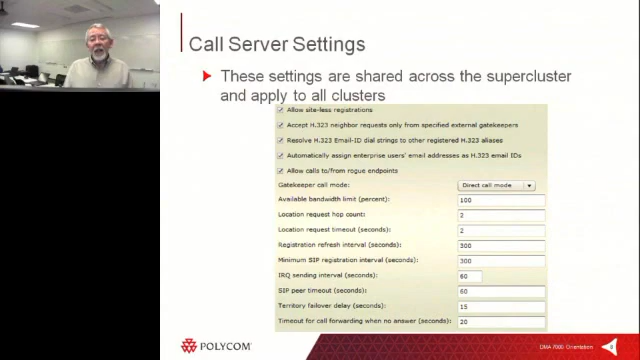 Call Server Settings
These settings are shared across the supercluster
and apply to all clusters
Allow site-less registrations
Accept H.323 neighbor requests only from specified external gatekeepers
Resolve H.323 Email-ID dial strings to other registered H.323 aliases
Automatically assign enterprise users' email addresses as H.323 email IDs
Allow calls to/from rogue endpoints
Gatekeeper call mode: Direct call mode
Available bandwidth limit (percent): 100
Location request hop count: 2
Location request timeout (seconds): 2
Registration refresh interval (seconds): 300
Minimum SIP registration interval (seconds): 300
IRQ sending interval (seconds): 60
SIP peer timeout (seconds): 60
Territory failover delay (seconds): 15
Timeout for call forwarding when no answer (seconds): 20
POLYCOM
DMA 7000 Orientation